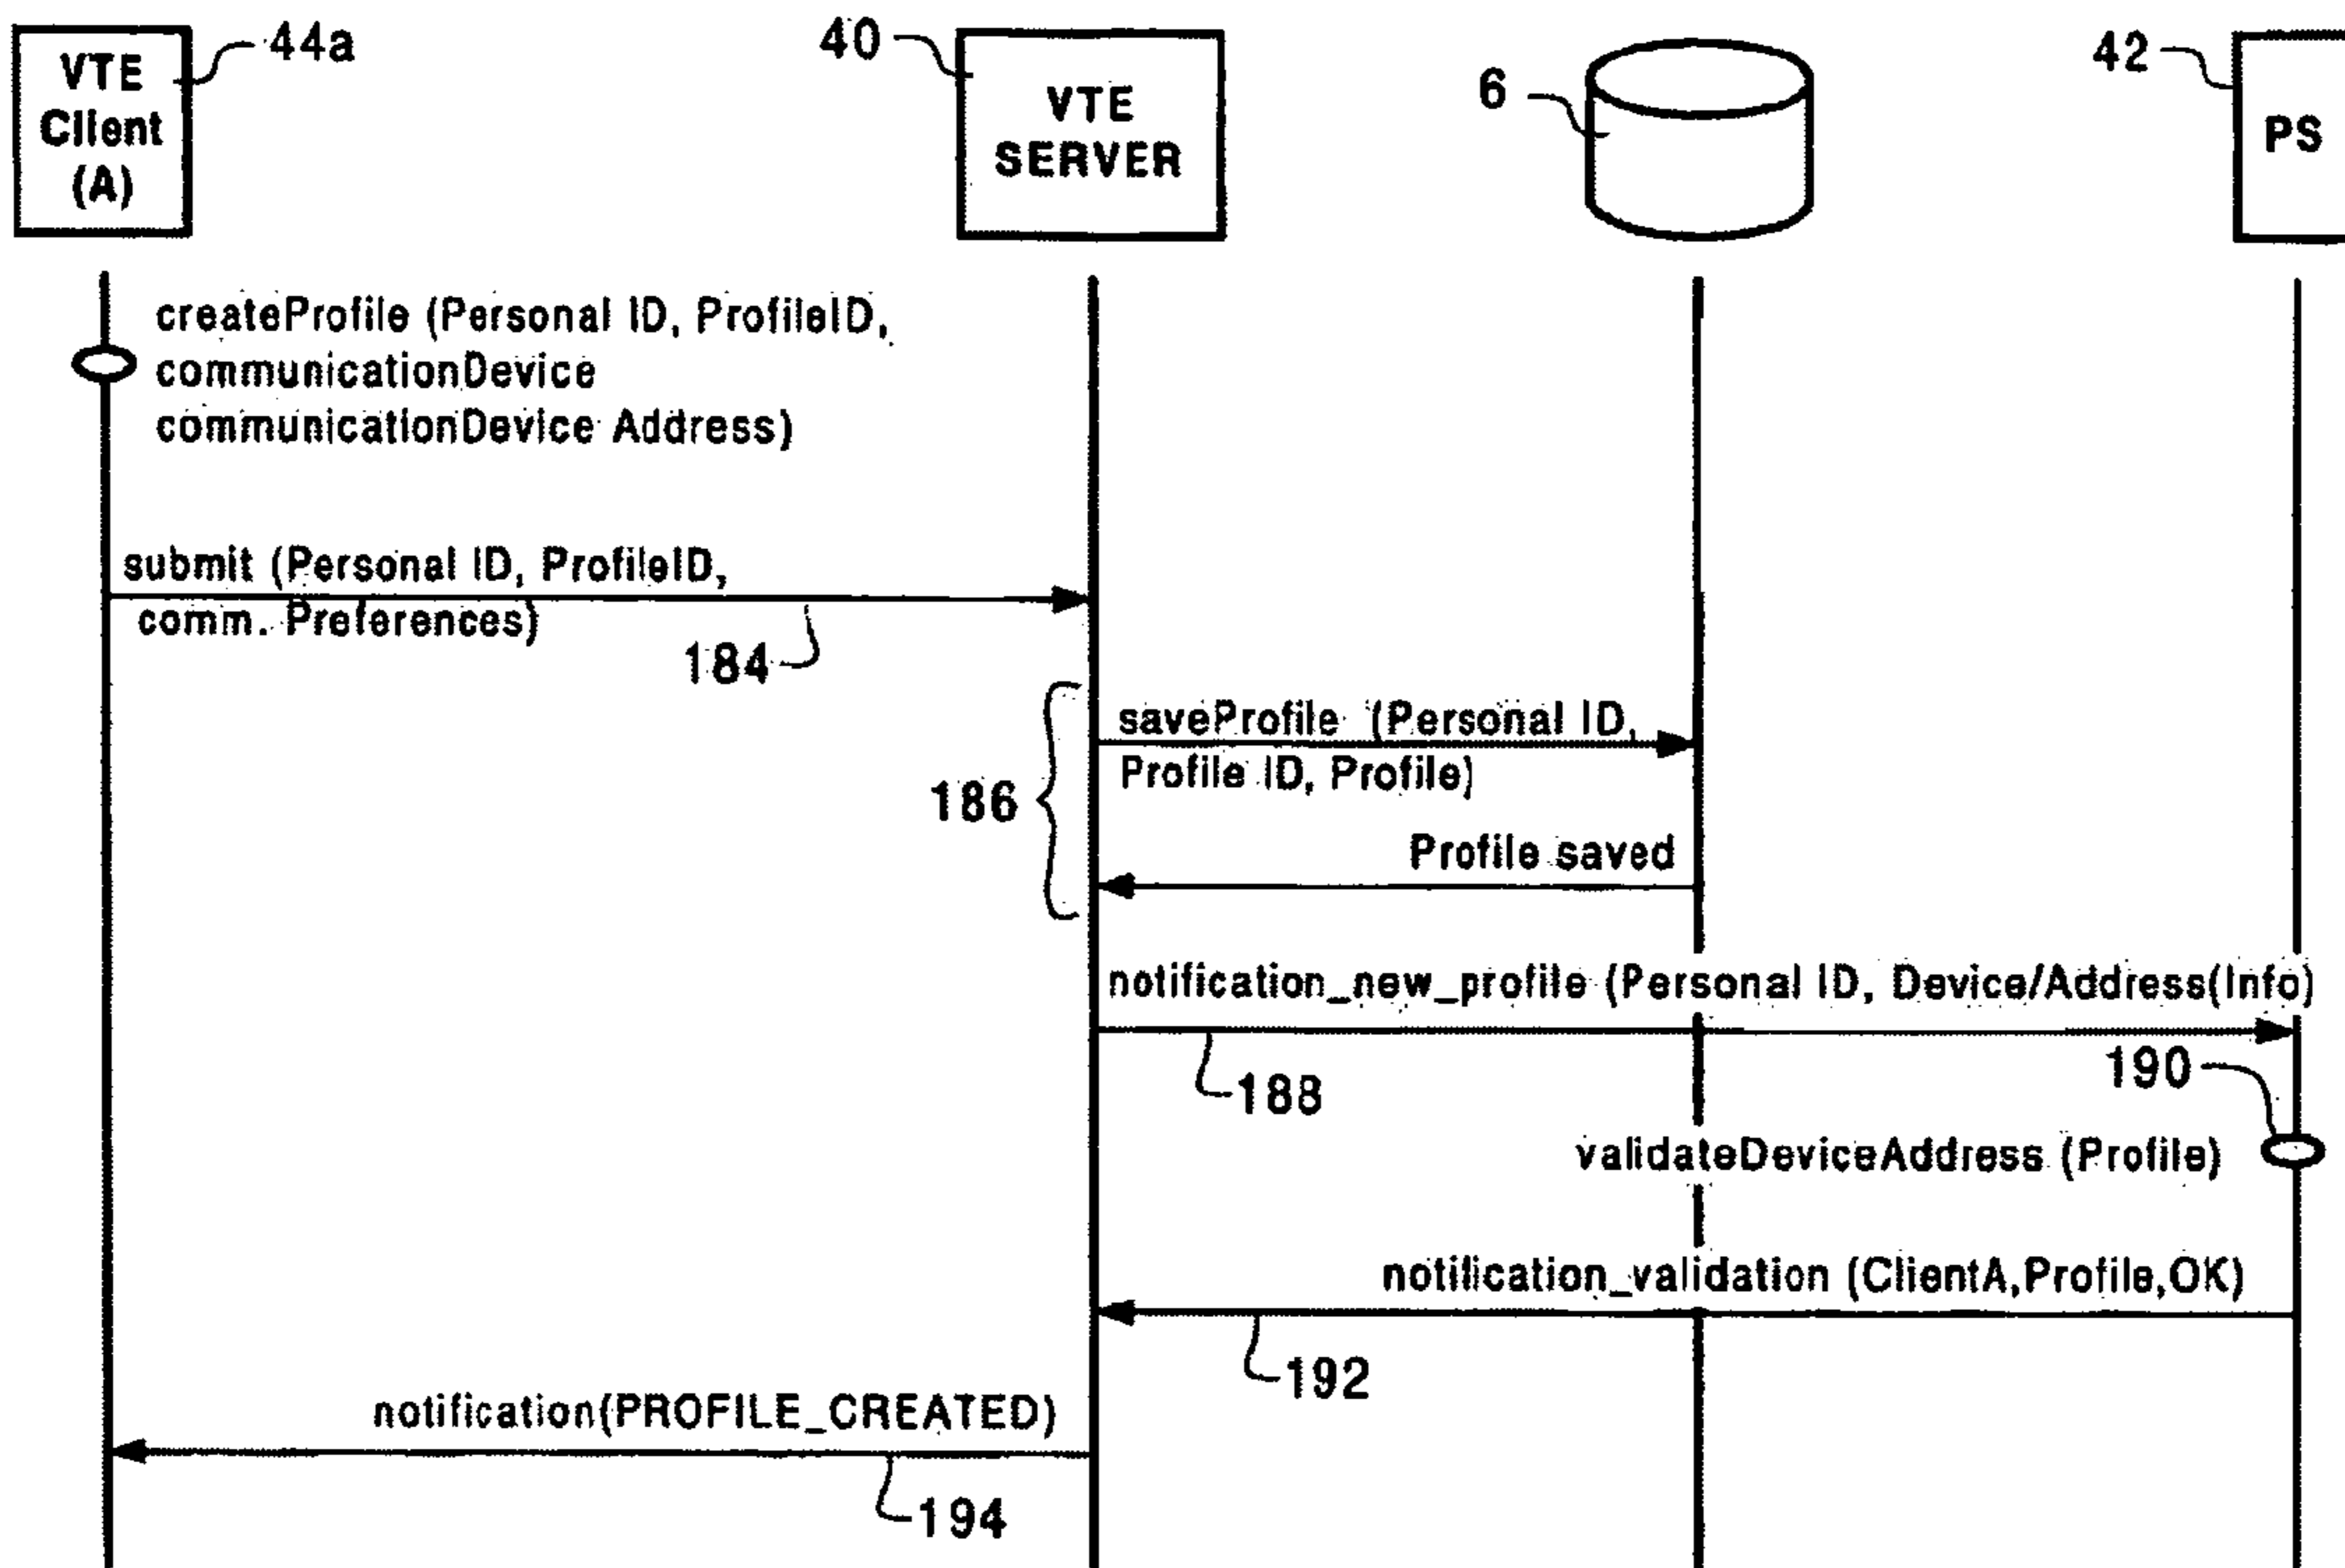 VTE
Client
(A)
44a
40
VTE
SERVER
6
42
PS
createProfile (Personal ID, ProfileID,
communicationDevice
communicationDevice Address)
submit (Personal ID, ProfileID,
comm. Preferences)
184
186
saveProfile (Personal ID,
Profile ID, Profile)
Profile saved
notification_new_profile (Personal ID, Device/Address(Info)
188
190
validateDeviceAddress (Profile)
notification_validation (ClientA,Profile,OK)
192
notification(PROFILE_CREATED)
194